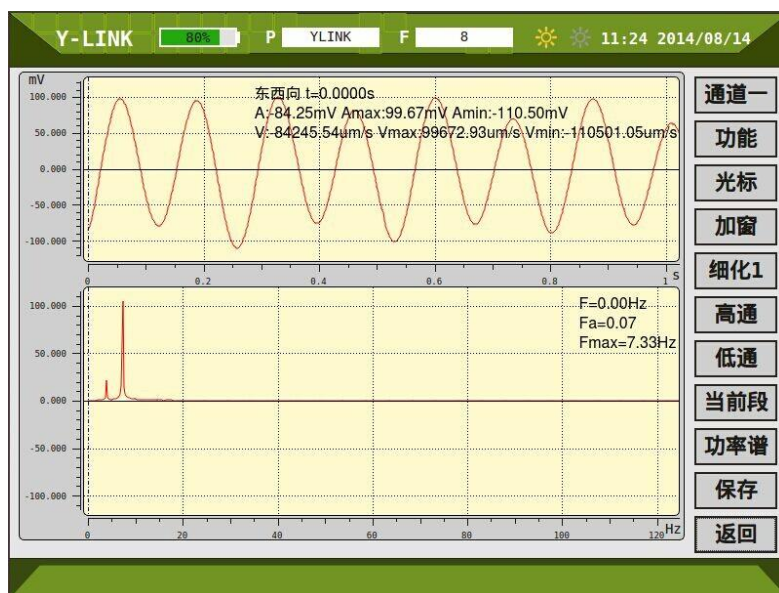 Y-LINK 80% P YLINK F 8 11:24 2014/08/14
mV
100.000
50.000
0.000
-50.000
-100.000
东西向 t=0.0000s
A:-84.25mV Amax:99.67mV Amin:-110.50mV
V:-84245.54um/s Vmax:99672.93um/s Vmin:-110501.05um/s
0 0.2 0.4 0.6 0.8 1 s
100.000
50.000
0.000
-50.000
-100.000
F=0.00Hz
Fa=0.07
Fmax=7.33Hz
0 20 40 60 80 100 120 Hz
通道一
功能
光标
加窗
细化1
高通
低通
当前段
功率谱
保存
返回